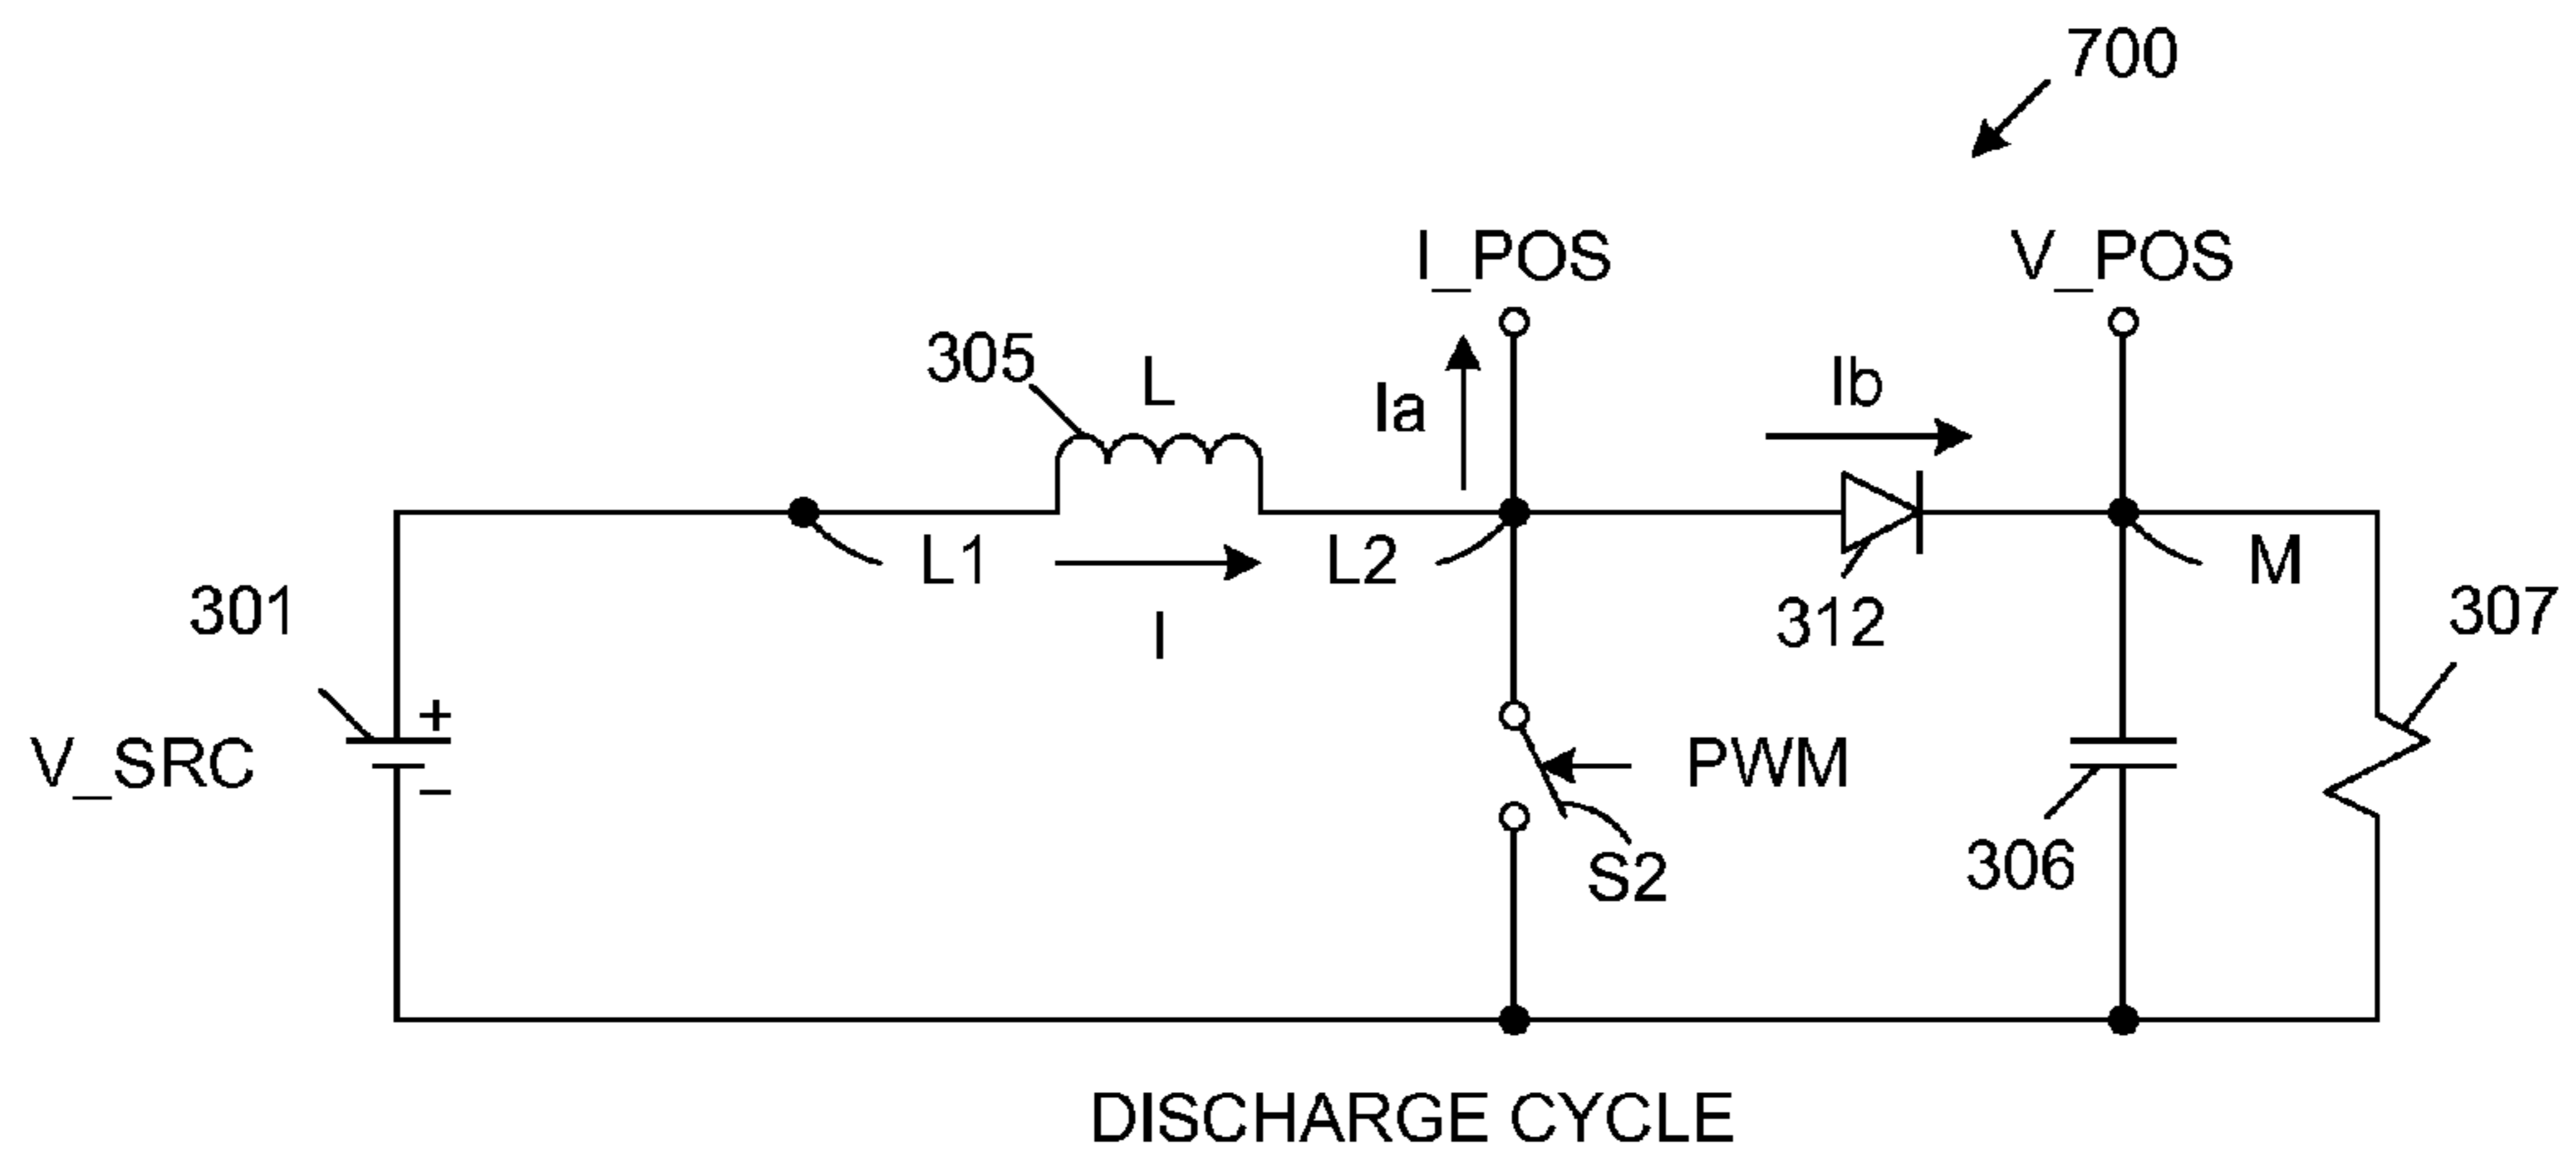 700
I_POS
V_POS
305
L
Ia
Ib
L1
L2
M
301
I
312
307
+
V_SRC
PWM
−
306
S2
DISCHARGE CYCLE